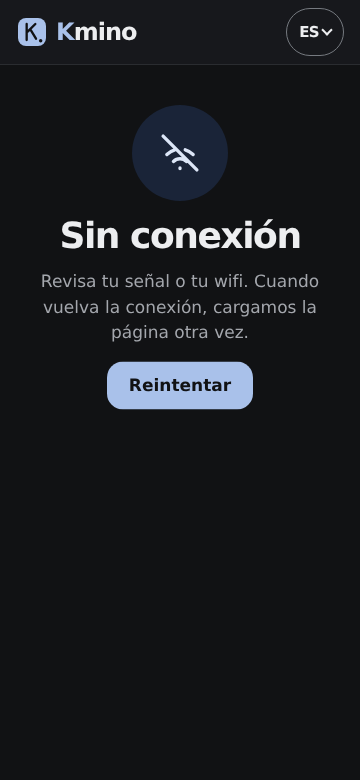 K. Kmino
ES
Sin conexión
Revisa tu señal o tu wifi. Cuando
vuelva la conexión, cargamos la
página otra vez.
Reintentar